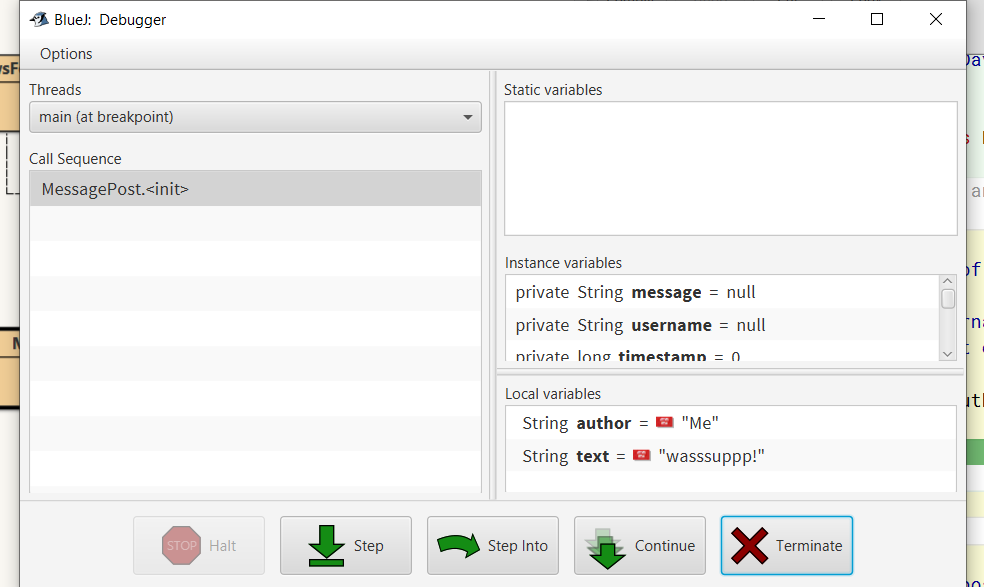 BlueJ: Debugger
Options
Threads
main (at breakpoint)
Call Sequence
MessagePost.<init>
Static variables
Instance variables
private String message = null
private String username = null
private long timestamp = 0
Local variables
String author = "Me"
String text = "wasssuppp!"
STOP Halt
Step
Step Into
Continue
Terminate